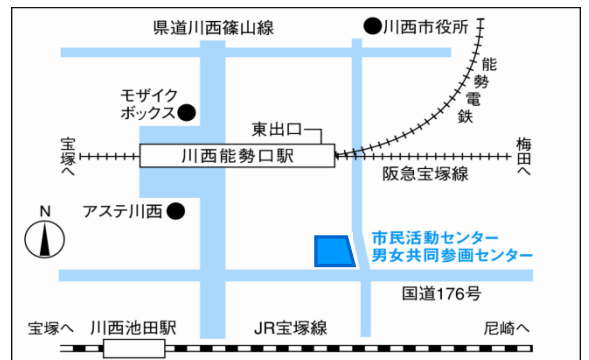 県道川西篠山線
川西市役所
能勢電鉄
モザイク
ボックス
東出口
宝塚へ
川西能勢口駅
梅田へ
阪急宝塚線
アステ川西
N
市民活動センター
男女共同参画センター
国道176号
宝塚へ
川西池田駅
JR宝塚線
尼崎へ